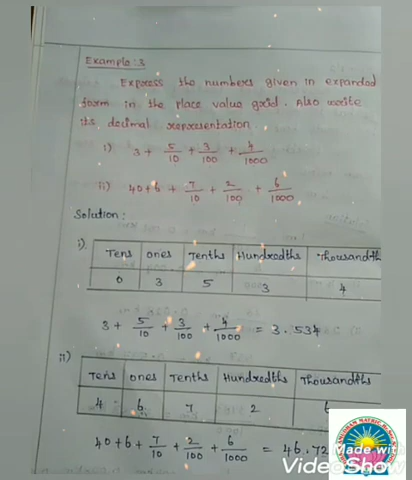 Example: 3
Express the numbers given in expanded
form in the place value grid. Also write
its decimal representation.
i) 3 + 5/10 + 3/100 + 4/1000
ii) 40 + 6 + 7/10 + 2/100 + 6/1000
Solution:
i)
Tens Ones Tenths Hundredths Thousandths
0 3 5 3 4
3 + 5/10 + 3/100 + 4/1000 = 3.534
ii)
Tens Ones Tenths Hundredths Thousandths
4 6 7 2 6
40 + 6 + 7/10 + 2/100 + 6/1000 = 46.72
Made with
VideoShow